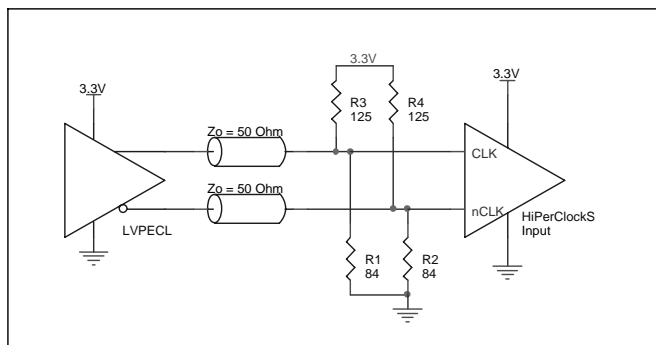 3.3V
3.3V
3.3V
R3
125
R4
125
Zo = 50 Ohm
CLK
Zo = 50 Ohm
nCLK
HiPerClockS
Input
LVPECL
R1
84
R2
84